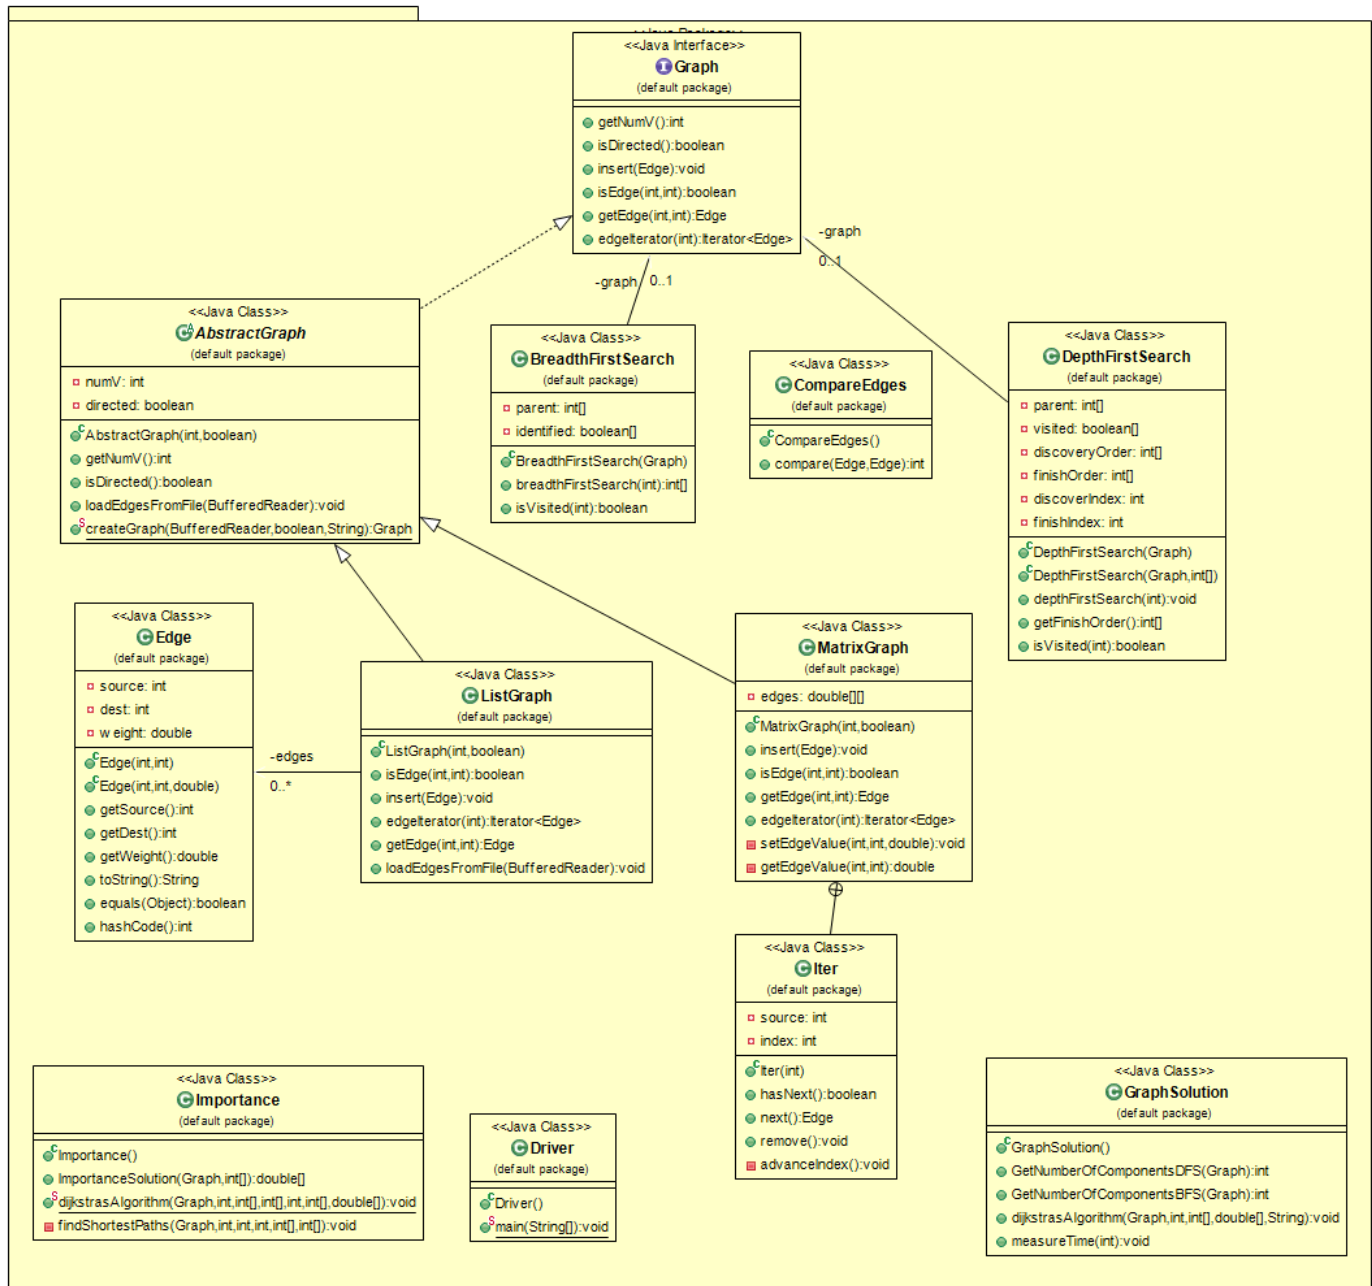 <<Java Package>>
<<Java Interface>>
Graph
(default package)
getNumV():int
isDirected():boolean
insert(Edge):void
isEdge(int,int):boolean
getEdge(int,int):Edge
edgeIterator(int):Iterator<Edge>
-graph
0..1
-graph 0..1
<<Java Class>>
AbstractGraph
(default package)
numV: int
directed: boolean
AbstractGraph(int,boolean)
getNumV():int
isDirected():boolean
loadEdgesFromFile(BufferedReader):void
createGraph(BufferedReader,boolean,String):Graph
<<Java Class>>
BreadthFirstSearch
(default package)
parent: int[]
identified: boolean[]
BreadthFirstSearch(Graph)
breadthFirstSearch(int):int[]
isVisited(int):boolean
<<Java Class>>
CompareEdges
(default package)
CompareEdges()
compare(Edge,Edge):int
<<Java Class>>
DepthFirstSearch
(default package)
parent: int[]
visited: boolean[]
discoveryOrder: int[]
finishOrder: int[]
discoverIndex: int
finishIndex: int
DepthFirstSearch(Graph)
DepthFirstSearch(Graph,int[])
depthFirstSearch(int):void
getFinishOrder():int[]
isVisited(int):boolean
<<Java Class>>
Edge
(default package)
source: int
dest: int
weight: double
Edge(int,int)
Edge(int,int,double)
getSource():int
getDest():int
getWeight():double
toString():String
equals(Object):boolean
hashCode():int
-edges
0..*
<<Java Class>>
ListGraph
(default package)
ListGraph(int,boolean)
isEdge(int,int):boolean
insert(Edge):void
edgeIterator(int):Iterator<Edge>
getEdge(int,int):Edge
loadEdgesFromFile(BufferedReader):void
<<Java Class>>
MatrixGraph
(default package)
edges: double[][]
MatrixGraph(int,boolean)
insert(Edge):void
isEdge(int,int):boolean
getEdge(int,int):Edge
edgeIterator(int):Iterator<Edge>
setEdgeValue(int,int,double):void
getEdgeValue(int,int):double
<<Java Class>>
Iter
(default package)
source: int
index: int
Iter(int)
hasNext():boolean
next():Edge
remove():void
advanceIndex():void
<<Java Class>>
Importance
(default package)
Importance()
ImportanceSolution(Graph,int[]):double[]
dijkstrasAlgorithm(Graph,int,int[],int[],int,int[],double[]):void
findShortestPaths(Graph,int,int,int,int[],int[]):void
<<Java Class>>
Driver
(default package)
Driver()
main(String[]):void
<<Java Class>>
GraphSolution
(default package)
GraphSolution()
GetNumberOfComponentsDFS(Graph):int
GetNumberOfComponentsBFS(Graph):int
dijkstrasAlgorithm(Graph,int,int[],double[],String):void
measureTime(int):void